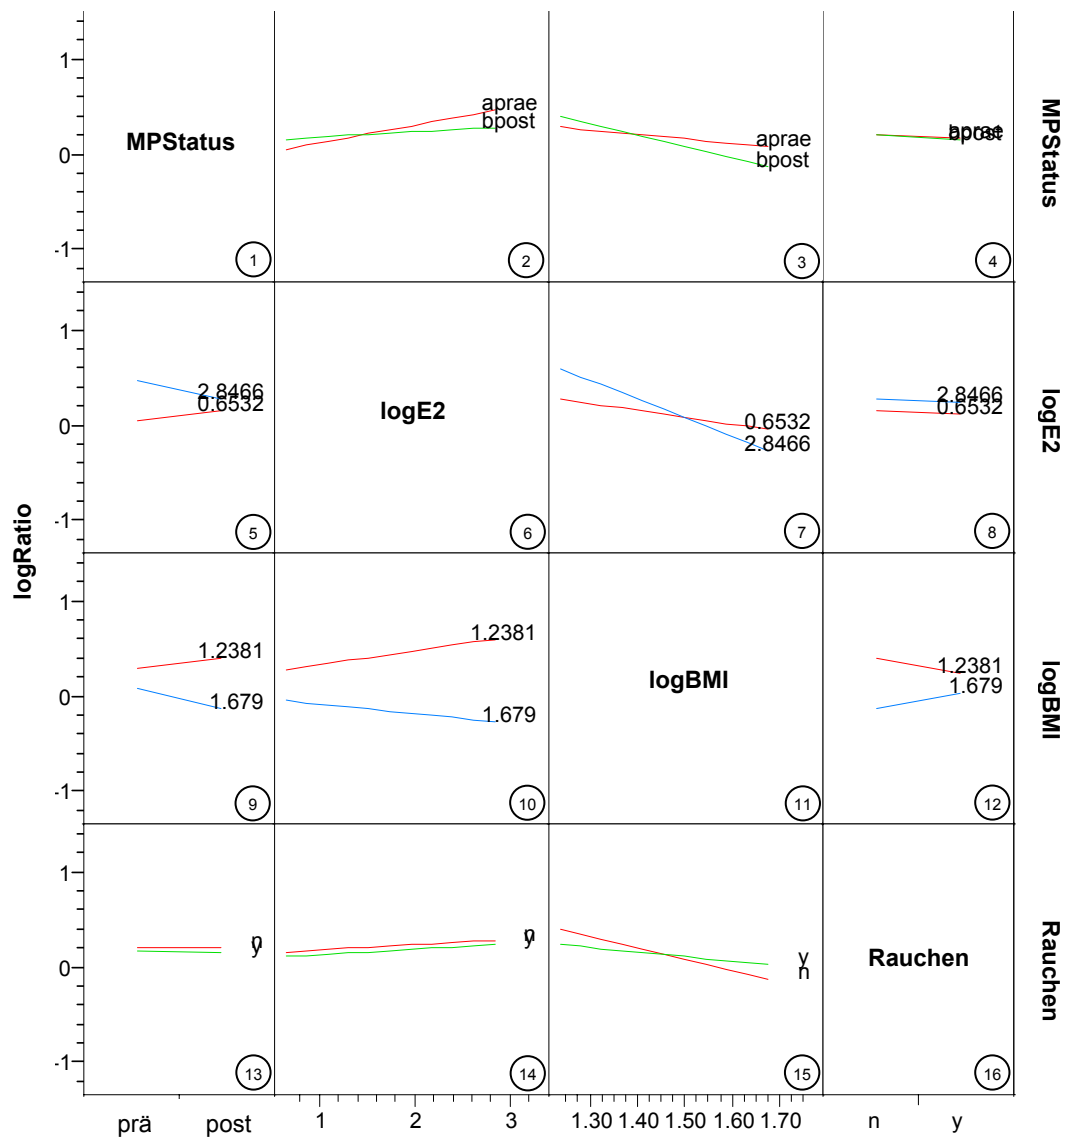 1
aprae
bpost
MPStatus
0
aprae
bpost
aprae
bpost
MPStatus
-1
1
2
3
4
1
2.8466
0.6532
logE2
0
0.6532
2.8466
2.8466
0.6532
logE2
-1
5
6
7
8
logRatio
1
1.2381
1.679
0
1.2381
1.679
logBMI
1.2381
1.679
logBMI
-1
9
10
11
12
1
n
y
n
y
0
y
n
Rauchen
Rauchen
-1
13
14
15
16
prä post 1 2 3 1.30 1.40 1.50 1.60 1.70 n y